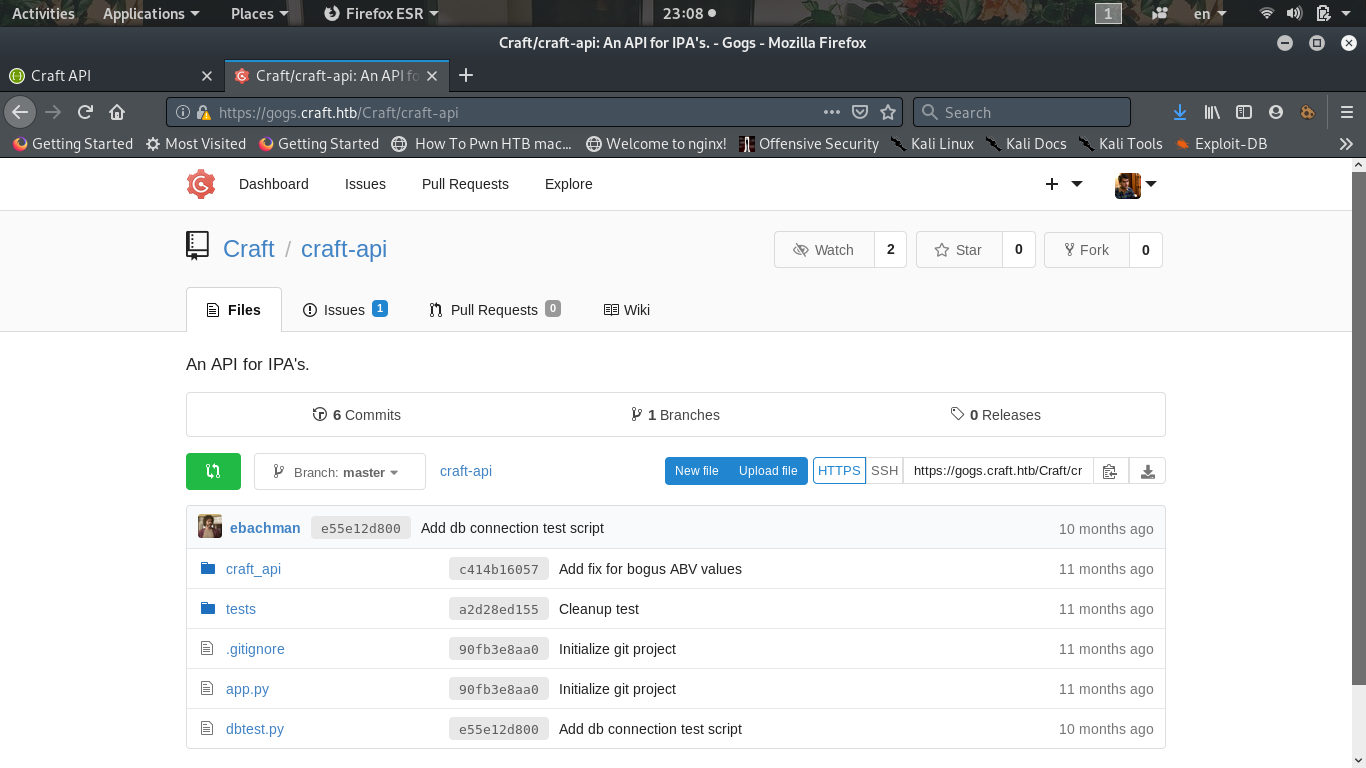 Activities Applications Places Firefox ESR 23:08 1 en
Craft/craft-api: An API for IPA's. - Gogs - Mozilla Firefox
Craft API Craft/craft-api: An API fo
https://gogs.craft.htb/Craft/craft-api Search
Getting Started Most Visited Getting Started How To Pwn HTB mac... Welcome to nginx! Offensive Security Kali Linux Kali Docs Kali Tools Exploit-DB
Dashboard Issues Pull Requests Explore
Craft / craft-api Watch 2 Star 0 Fork 0
Files Issues 1 Pull Requests 0 Wiki
An API for IPA's.
6 Commits 1 Branches 0 Releases
Branch: master craft-api New file Upload file HTTPS SSH https://gogs.craft.htb/Craft/cr
ebachman e55e12d800 Add db connection test script 10 months ago
craft_api c414b16057 Add fix for bogus ABV values 11 months ago
tests a2d28ed155 Cleanup test 11 months ago
.gitignore 90fb3e8aa0 Initialize git project 11 months ago
app.py 90fb3e8aa0 Initialize git project 11 months ago
dbtest.py e55e12d800 Add db connection test script 10 months ago